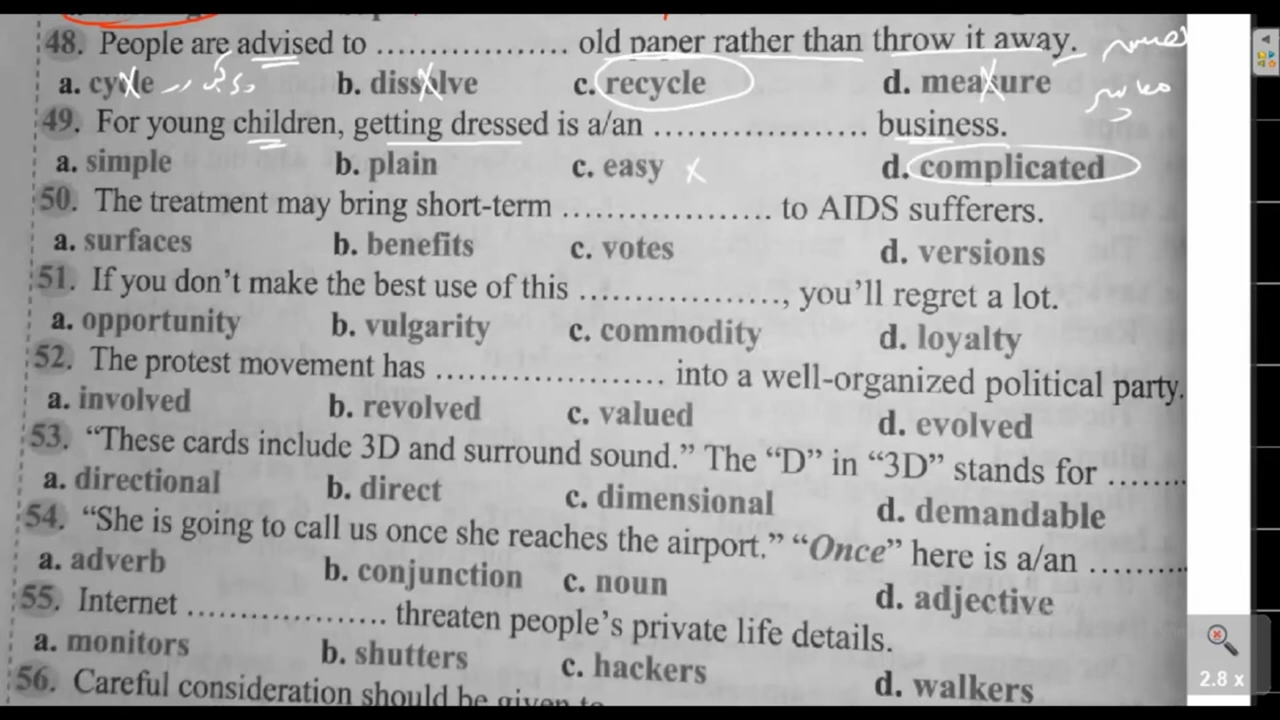 48. People are advised to .................. old paper rather than throw it away.
a. cycle b. dissolve c. recycle d. measure
49. For young children, getting dressed is a/an .................... business.
a. simple b. plain c. easy x d. complicated
50. The treatment may bring short-term .................... to AIDS sufferers.
a. surfaces b. benefits c. votes d. versions
51. If you don't make the best use of this ...................., you'll regret a lot.
a. opportunity b. vulgarity c. commodity d. loyalty
52. The protest movement has ...................... into a well-organized political party.
a. involved b. revolved c. valued d. evolved
53. "These cards include 3D and surround sound." The "D" in "3D" stands for ........
a. directional b. direct c. dimensional d. demandable
54. "She is going to call us once she reaches the airport." "Once" here is a/an ..........
a. adverb b. conjunction c. noun d. adjective
55. Internet ................... threaten people's private life details.
a. monitors b. shutters c. hackers d. walkers
56. Careful consideration should be given to
2.8 x